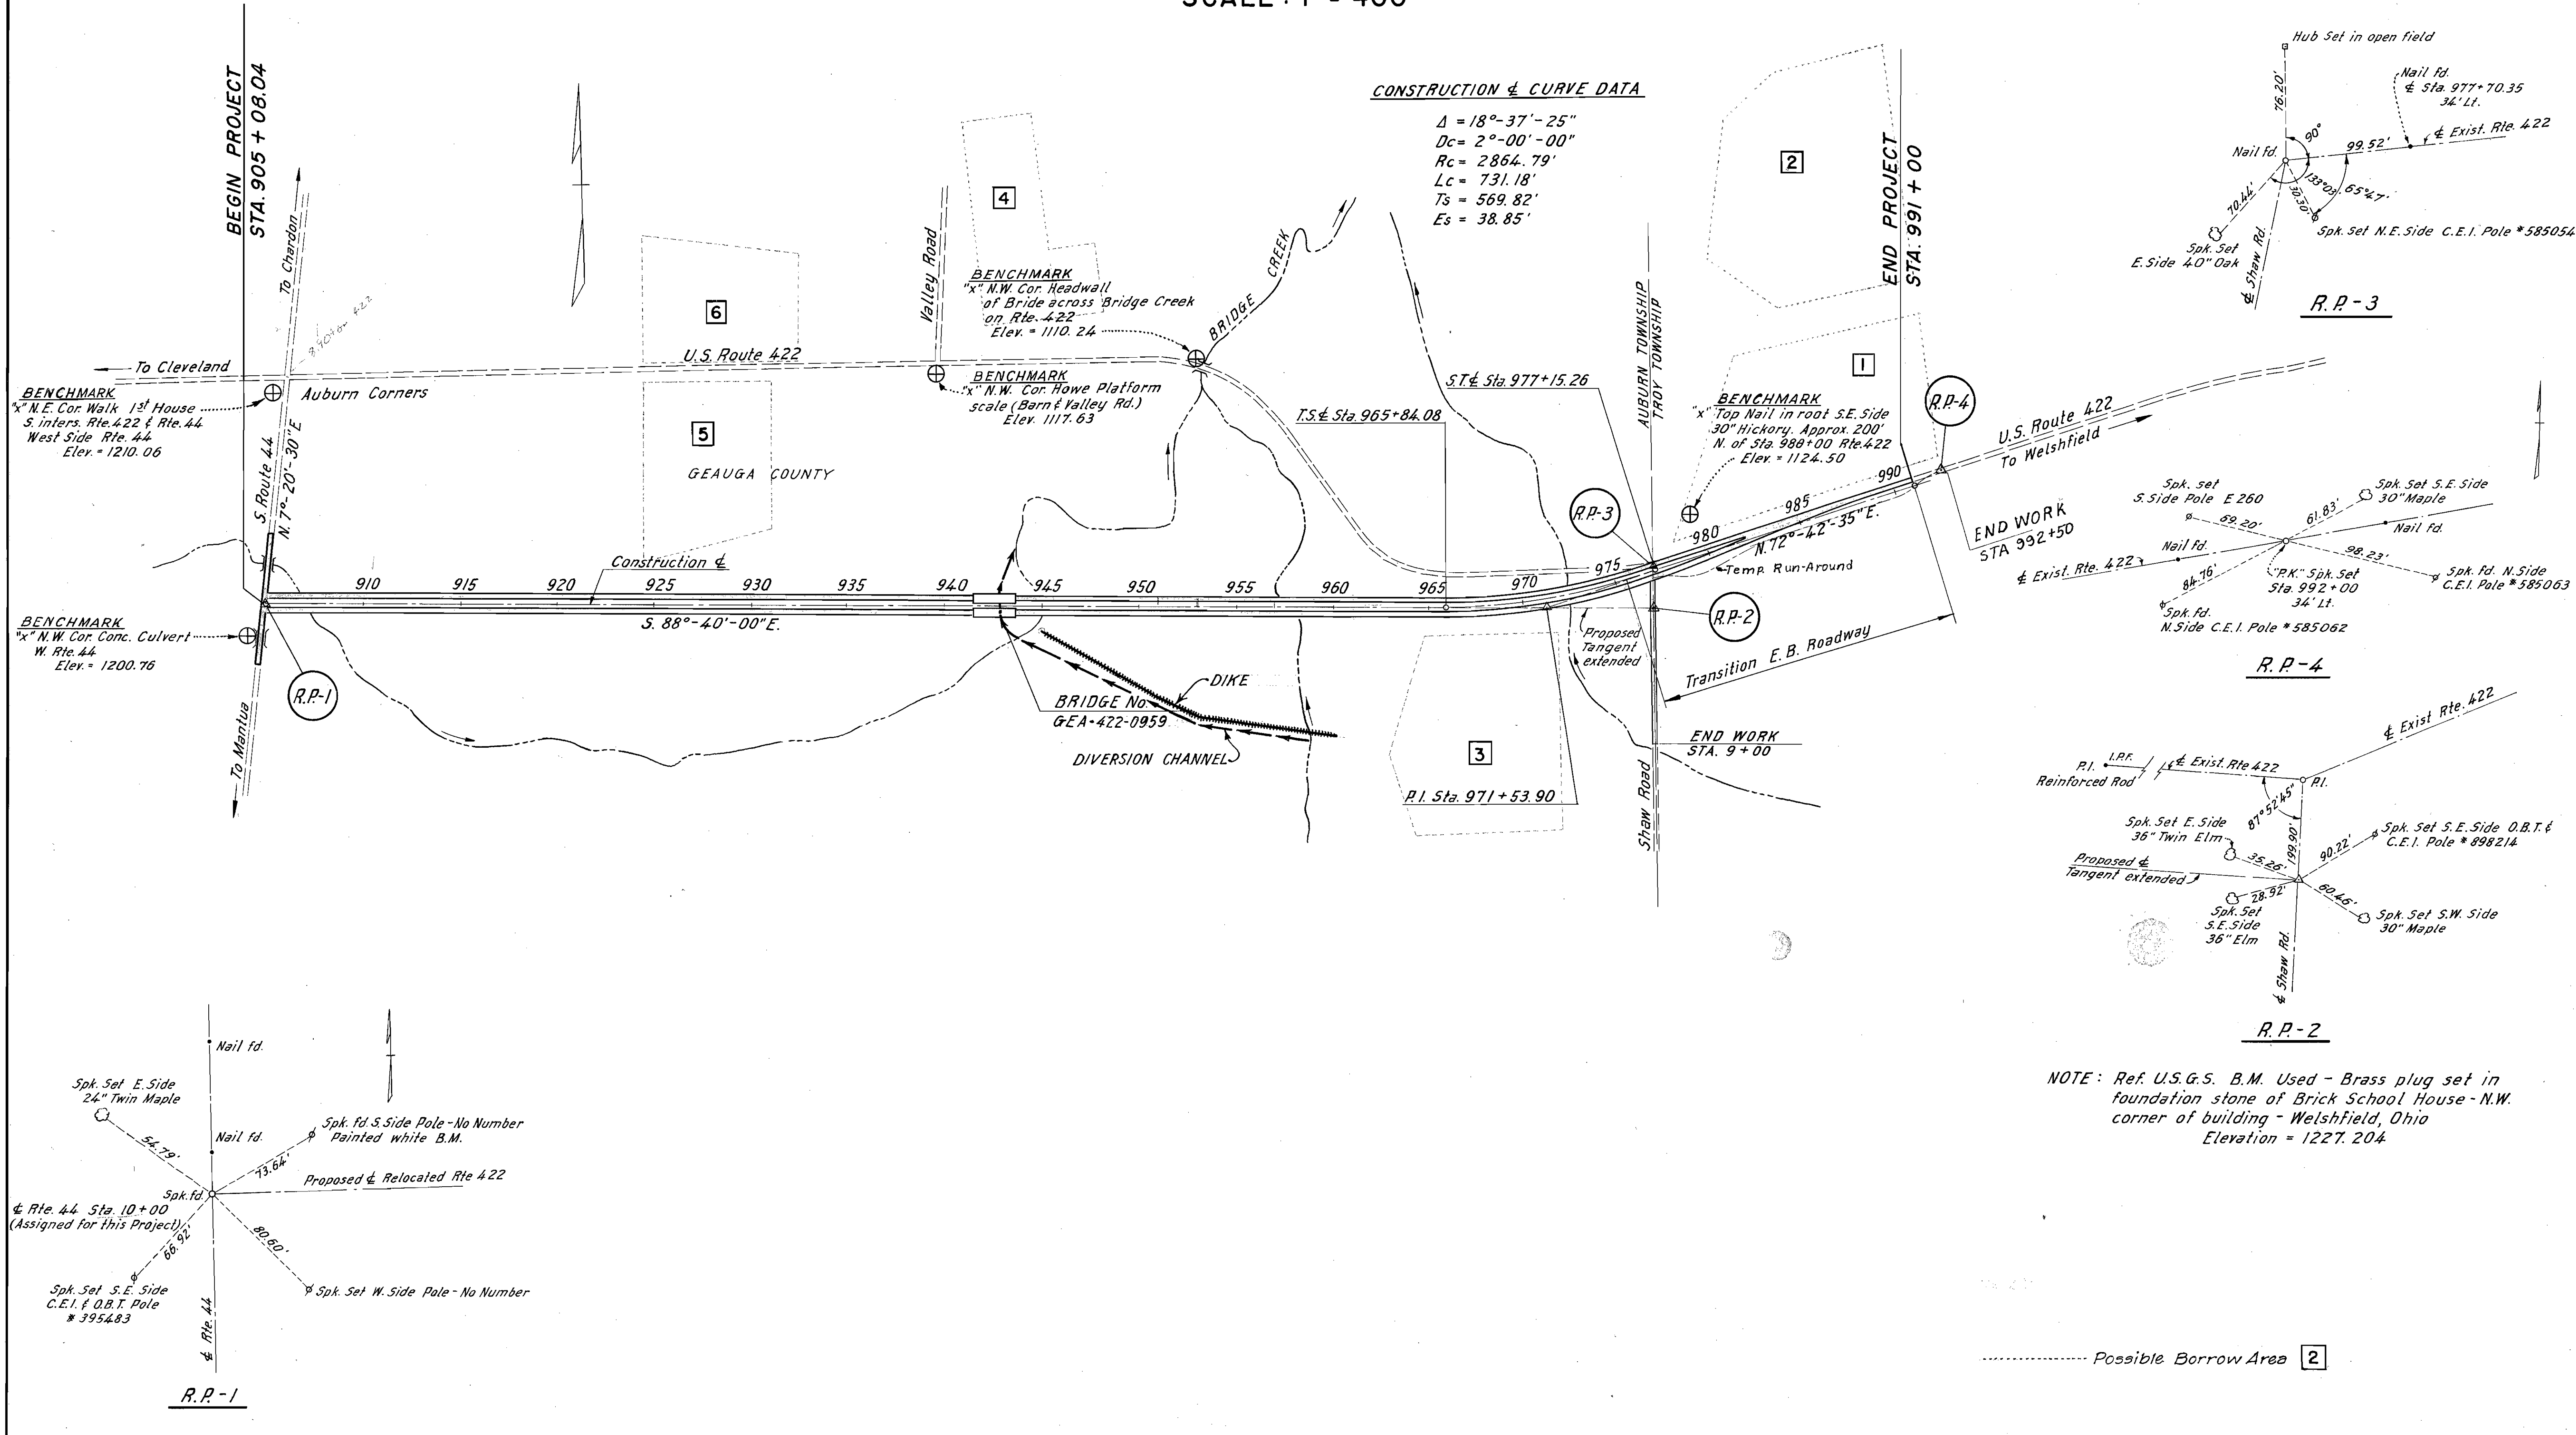 BEGIN PROJECT
STA. 905 + 08.04
To Chardon
To Cleveland
BENCHMARK
"x" N.E. Cor. Walk 1st House
S. inters. Rte. 422 & Rte. 44
West Side Rte. 44
Elev. = 1210.06
Auburn Corners
S. Route 44
N. 7°-20'-30" E
BENCHMARK
"x" N.W. Cor. Conc. Culvert
W. Rte. 44
Elev. = 1200.76
To Mantua
R.P.-1
6
U.S. Route 422
5
GEAUGA COUNTY
Valley Road
4
BENCHMARK
"x" N.W. Cor. Headwall
of Bride across Bridge Creek
on Rte. 422
Elev. = 1110.24
BENCHMARK
"x" N.W. Cor. Howe Platform
scale (Barn & Valley Rd.)
Elev. 1117.63
BRIDGE CREEK
CONSTRUCTION ℄ CURVE DATA
Δ = 18°-37'-25"
Dc = 2°-00'-00"
Rc = 2864.79'
Lc = 731.18'
Ts = 569.82'
Es = 38.85'
2
END PROJECT
STA. 991 + 00
AUBURN TOWNSHIP
TROY TOWNSHIP
1
S.T. ℄ Sta. 977+15.26
T.S. ℄ Sta. 965+84.08
BENCHMARK
"x" Top Nail in root S.E. Side
30" Hickory. Approx. 200'
N. of Sta. 988+00 Rte. 422
Elev. = 1124.50
R.P.-4
U.S. Route 422
To Welshfield
R.P.-3
END WORK
STA 992+50
N. 72°-42'-35" E.
Temp. Run-Around
Construction ℄
910 915 920 925 930 935 940 945 950 955 960 965 970 975 980 985 990
S. 88°-40'-00" E.
R.P.-2
Proposed
Tangent
extended
Transition E.B. Roadway
DIKE
BRIDGE No.
GEA-422-0959
DIVERSION CHANNEL
3
P.I. Sta. 971+53.90
END WORK
STA. 9+00
Shaw Road
Hub Set in open field
76.20'
Nail fd.
℄ Sta. 977+70.35
34' Lt.
90°
℄ Exist. Rte. 422
99.52'
Nail fd.
133°03'
65°47'
70.44'
30.30'
Spk. Set N.E. Side C.E.I. Pole #585054
Spk. Set
E. Side 40" Oak
℄ Shaw Rd.
R.P.-3
Spk. set
S. Side Pole E 260
Spk. Set S.E. Side
30" Maple
69.20'
61.83'
Nail fd.
Nail fd.
98.23'
℄ Exist. Rte. 422
84.76'
"P.K." Spk. Set
Sta. 992+00
34' Lt.
Spk. fd. N. Side
C.E.I. Pole #585063
Spk. fd.
N. Side C.E.I. Pole #585062
R.P.-4
℄ Exist Rte. 422
P.I. I.P.F.
Reinforced Rod
℄ Exist. Rte 422
P.I.
87°52'45"
199.90'
Spk. Set E. Side
36" Twin Elm
Spk. Set S.E. Side O.B.T. &
C.E.I. Pole #898214
90.22'
35.26'
Proposed ℄
Tangent extended
28.92'
60.46'
Spk. Set
S.E. Side
36" Elm
Spk. Set S.W. Side
30" Maple
℄ Shaw Rd.
R.P.-2
NOTE: Ref. U.S.G.S. B.M. Used - Brass plug set in
foundation stone of Brick School House - N.W.
corner of building - Welshfield, Ohio
Elevation = 1227.204
Nail fd.
Spk. Set E. Side
24" Twin Maple
Nail fd.
Spk. fd. S. Side Pole - No Number
Painted white B.M.
54.79'
73.64'
Proposed ℄ Relocated Rte 422
Spk. fd.
℄ Rte. 44 Sta. 10+00
(Assigned for this Project)
66.92'
80.60'
Spk. Set S.E. Side
C.E.I. & O.B.T. Pole
#395483
Spk. Set W. Side Pole - No Number
℄ Rte. 44
R.P.-1
Possible Borrow Area 2